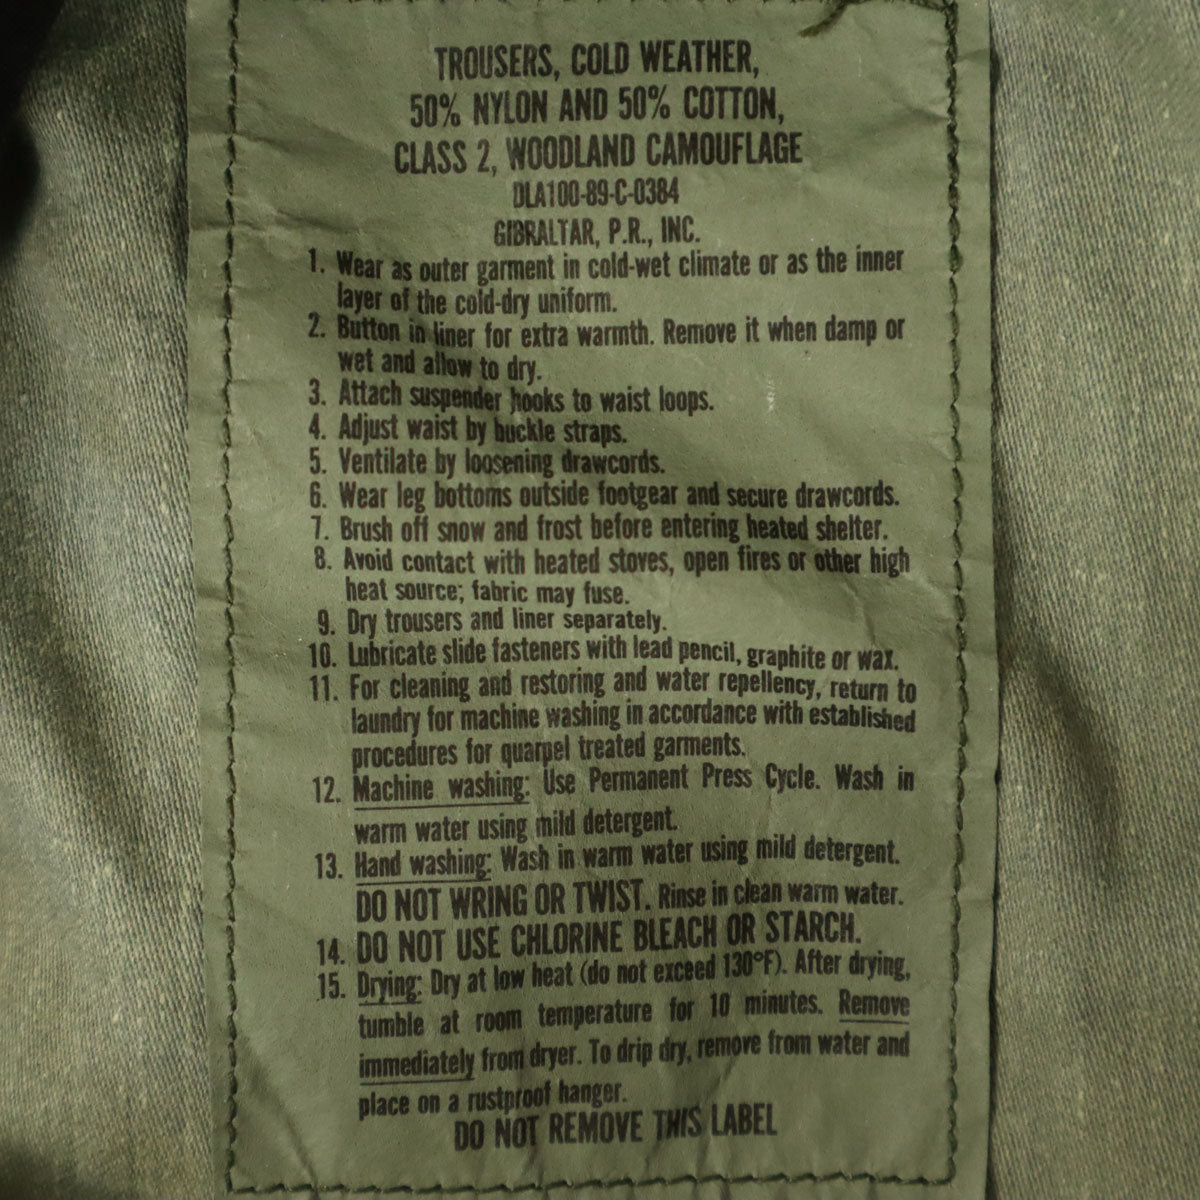 TROUSERS, COLD WEATHER,
50% NYLON AND 50% COTTON,
CLASS 2, WOODLAND CAMOUFLAGE
DLA100-89-C-0384
GIBRALTAR, P.R., INC.
1. Wear as outer garment in cold-wet climate or as the inner
layer of the cold-dry uniform.
2. Button in liner for extra warmth. Remove it when damp or
wet and allow to dry.
3. Attach suspender hooks to waist loops.
4. Adjust waist by buckle straps.
5. Ventilate by loosening drawcords.
6. Wear leg bottoms outside footgear and secure drawcords.
7. Brush off snow and frost before entering heated shelter.
8. Avoid contact with heated stoves, open fires or other high
heat source; fabric may fuse.
9. Dry trousers and liner separately.
10. Lubricate slide fasteners with lead pencil, graphite or wax.
11. For cleaning and restoring and water repellency, return to
laundry for machine washing in accordance with established
procedures for quarpel treated garments.
12. Machine washing: Use Permanent Press Cycle. Wash in
warm water using mild detergent.
13. Hand washing: Wash in warm water using mild detergent.
DO NOT WRING OR TWIST. Rinse in clean warm water.
14. DO NOT USE CHLORINE BLEACH OR STARCH.
15. Drying: Dry at low heat (do not exceed 130°F). After drying,
tumble at room temperature for 10 minutes. Remove
immediately from dryer. To drip dry, remove from water and
place on a rustproof hanger.
DO NOT REMOVE THIS LABEL